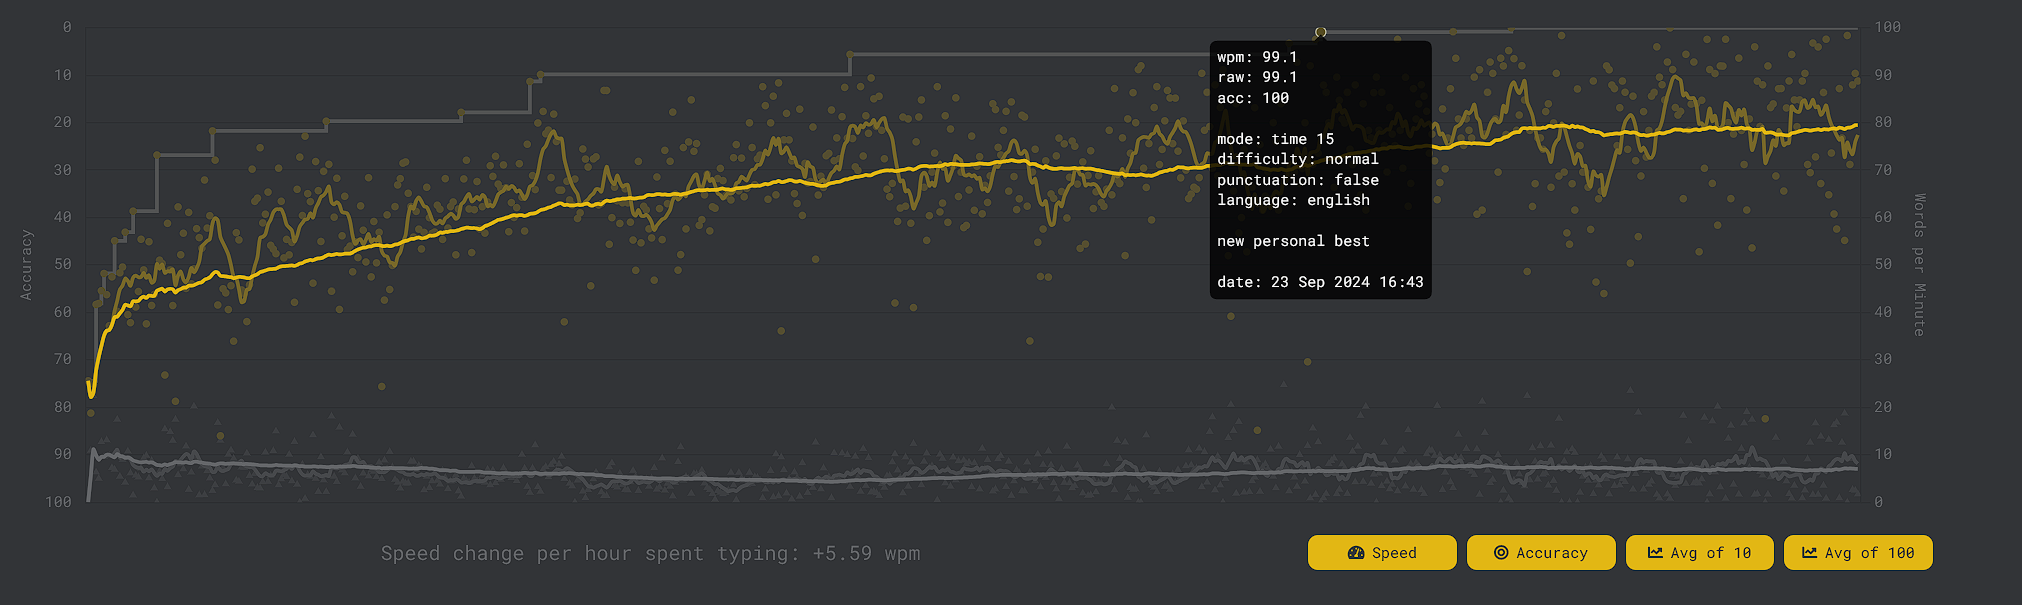 0
10
20
30
40
50
60
70
80
90
100
Accuracy
100
90
80
70
60
50
40
30
20
10
0
Words per Minute
wpm: 99.1
raw: 99.1
acc: 100
mode: time 15
difficulty: normal
punctuation: false
language: english
new personal best
date: 23 Sep 2024 16:43
Speed change per hour spent typing: +5.59 wpm
Speed
Accuracy
Avg of 10
Avg of 100